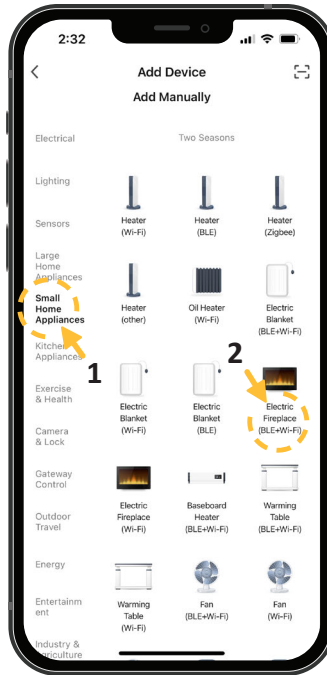 2:32
Add Device
Add Manually
Electrical
Lighting
Sensors
Large
Home
Appliances
Small
Home
Appliances
Kitchen
Appliances
Exercise
& Health
Camera
& Lock
Gateway
Control
Outdoor
Travel
Energy
Entertainm
ent
Industry &
Agriculture
Two Seasons
Heater
(Wi-Fi)
Heater
(BLE)
Heater
(Zigbee)
Heater
(other)
Oil Heater
(Wi-Fi)
Electric
Blanket
(BLE+Wi-Fi)
1
2
Electric
Blanket
(Wi-Fi)
Electric
Blanket
(BLE)
Electric
Fireplace
(BLE+Wi-Fi)
Electric
Fireplace
(Wi-Fi)
Baseboard
Heater
(BLE+Wi-Fi)
Warming
Table
(BLE+Wi-Fi)
Warming
Table
(Wi-Fi)
Fan
(BLE+Wi-Fi)
Fan
(Wi-Fi)